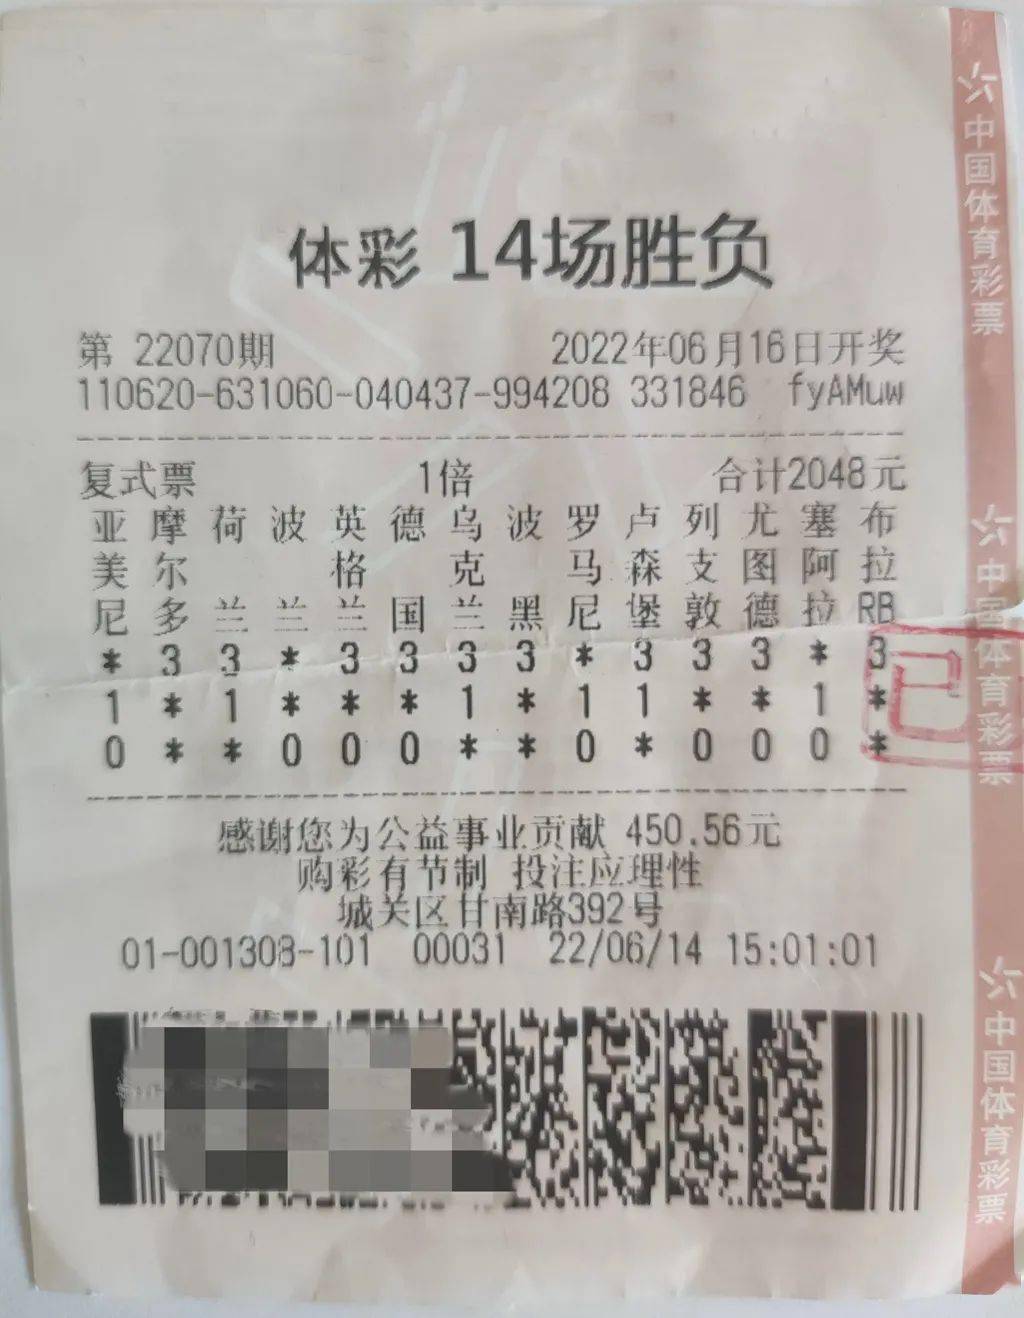 体彩 14场胜负
第 22070期 2022年06月16日开奖
110620-631060-040437-994208 331846 fyAMuw
复式票 1倍 合计2048元
亚 摩 荷 波 英 德 乌 波 罗 卢 列 尤 塞 布
美 尔 格 克 马 森 支 图 阿 拉
尼 多 兰 兰 兰 国 兰 黑 尼 堡 敦 德 拉 RB
* 3 3 * 3 3 3 3 * 3 3 3 * 3
1 * 1 * * * 1 * 1 1 * * 1 *
0 * * 0 0 0 * * 0 * 0 0 0 *
感谢您为公益事业贡献 450.56元
购彩有节制 投注应理性
城关区甘南路392号
01-001308-101 00031 22/06/14 15:01:01
中国体育彩票
中国体育彩票
中国体育彩票
已